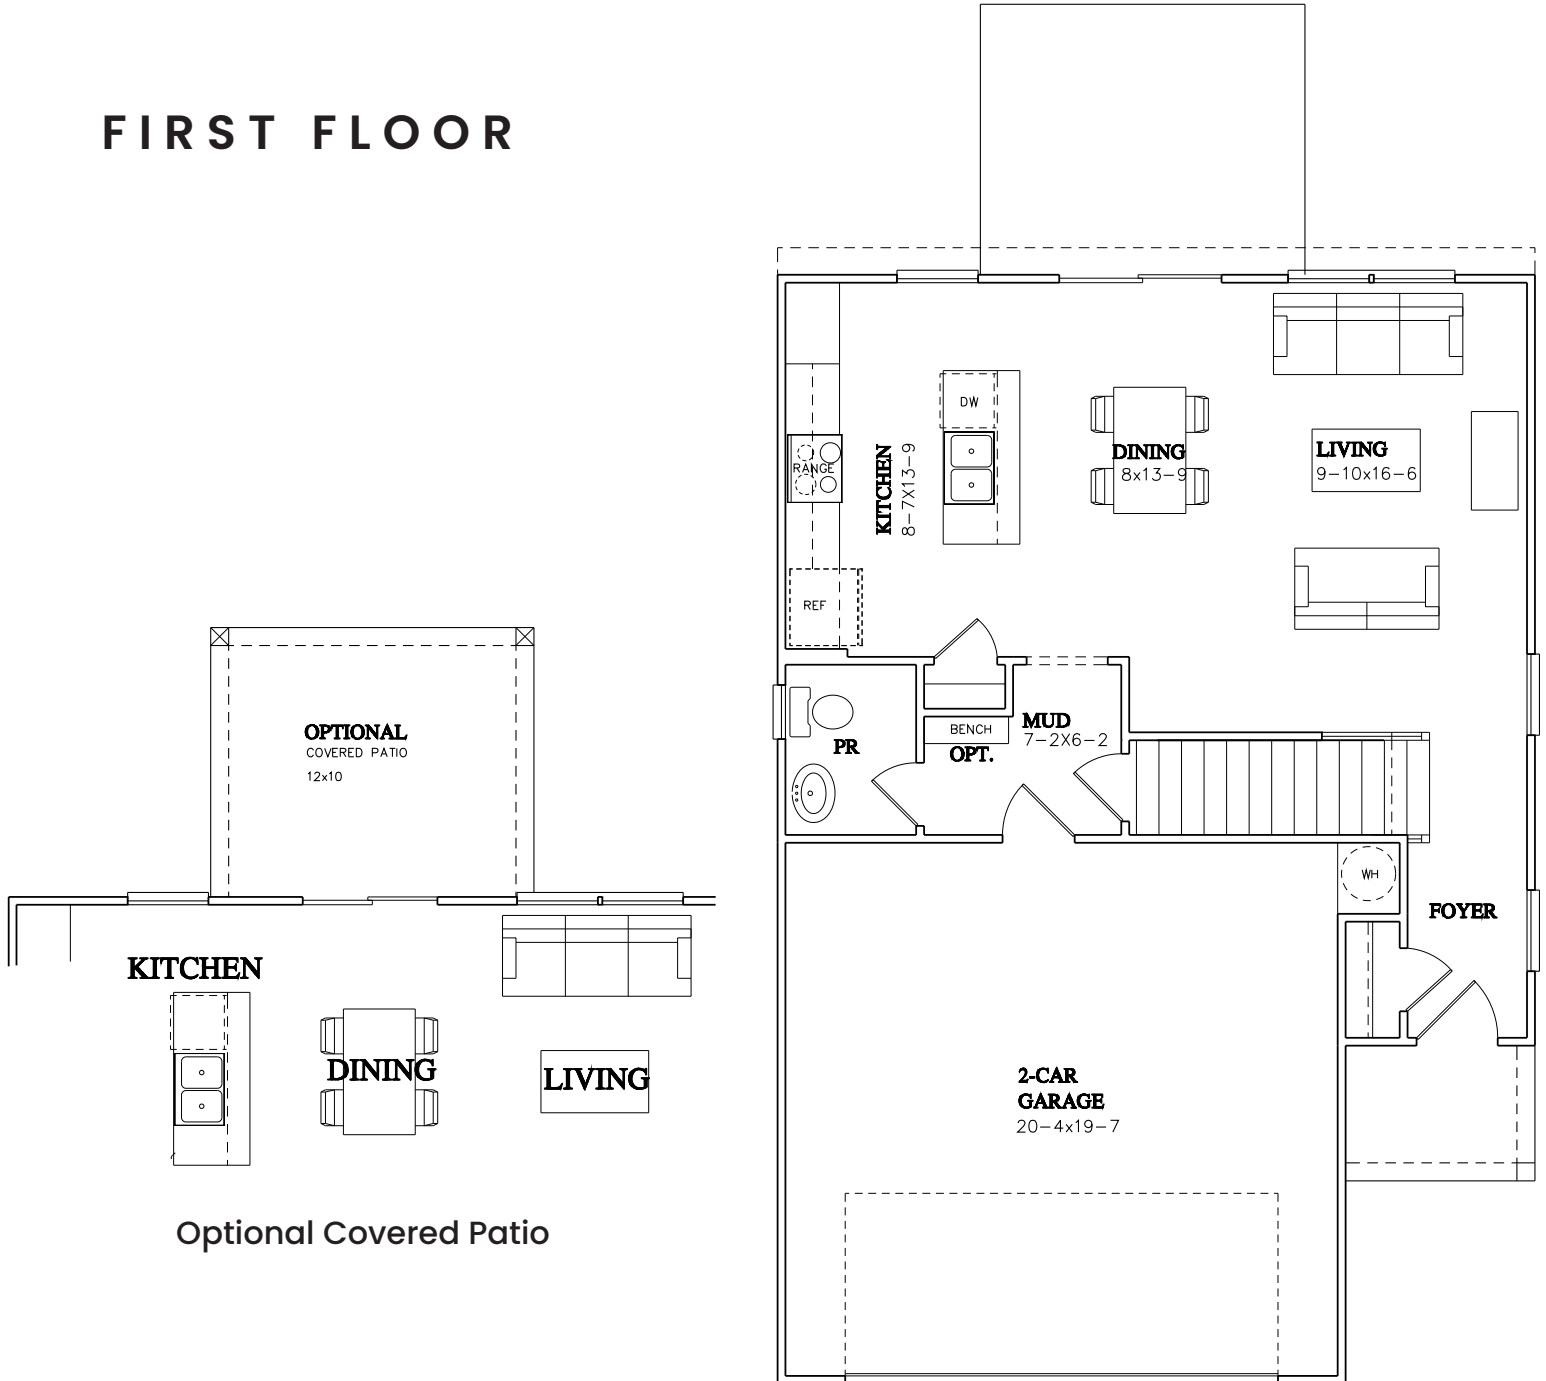 FIRST FLOOR
DW
RANGE
KITCHEN
8-7X13-9
DINING
8x13-9
LIVING
9-10x16-6
REF
BENCH
OPT.
MUD
7-2X6-2
PR
WH
FOYER
2-CAR
GARAGE
20-4x19-7
OPTIONAL
COVERED PATIO
12x10
KITCHEN
DINING
LIVING
Optional Covered Patio